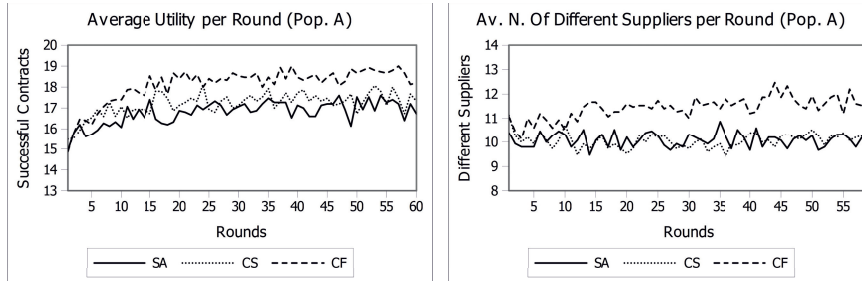 Average Utility per Round (Pop. A)
Successful Contracts
20
19
18
17
16
15
14
13
5 10 15 20 25 30 35 40 45 50 55 60
Rounds
SA CS CF
Av. N. Of Different Suppliers per Round (Pop. A)
Different Suppliers
14
13
12
11
10
9
8
5 10 15 20 25 30 35 40 45 50 55
Rounds
SA CS CF